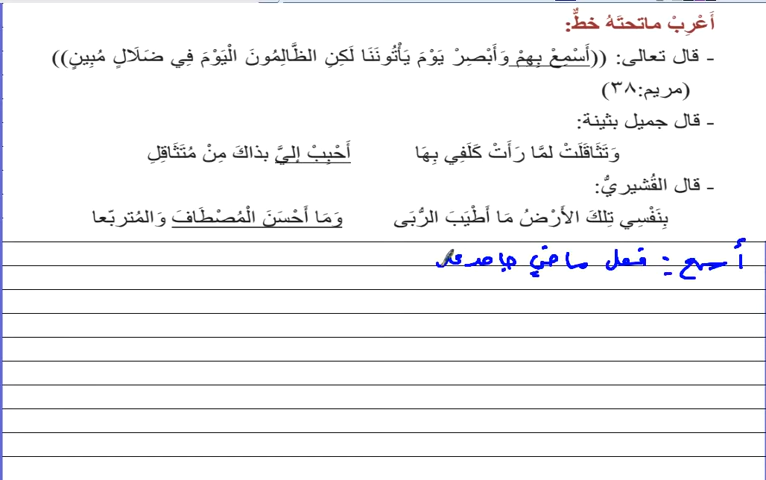 أَعْرِبْ ماتحتَهُ خطٌّ:
- قال تعالى: ((أَسْمِعْ بِهِمْ وَأَبْصِرْ يَوْمَ يَأْتُونَنَا لَكِنِ الظَّالِمُونَ الْيَوْمَ فِي ضَلَالٍ مُبِينٍ))
(مريم:٣٨)
- قال جميل بثينة:
وَتَثَاقَلَتْ لمَّا رَأَتْ كَلَفِي بِهَا أَحْبِبْ إليَّ بذاكَ مِنْ مُتَثَاقِلِ
- قال القُشيريُّ:
بِنَفْسِي تِلكَ الأَرْضُ مَا أَطْيَبَ الرُّبَى وَمَا أَحْسَنَ الْمُصْطَافَ وَالمُتربّعا
أسمع : فعل ماضي جامد